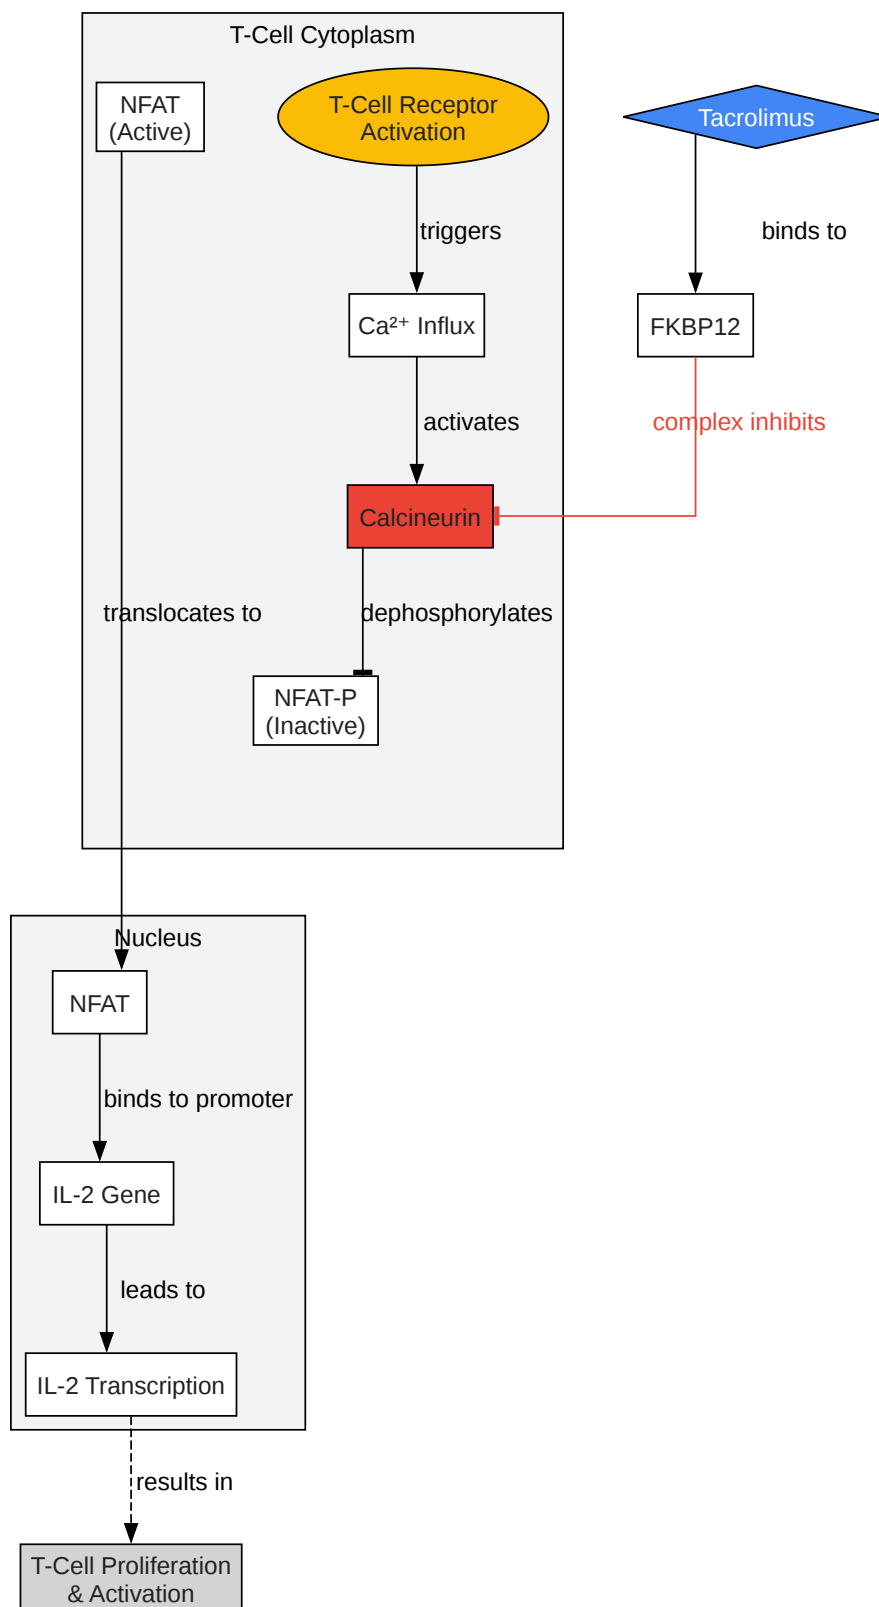 T-Cell Cytoplasm
NFAT
(Active)
T-Cell Receptor
Activation
Tacrolimus
triggers
binds to
Ca²⁺ Influx
FKBP12
activates
complex inhibits
Calcineurin
translocates to
dephosphorylates
NFAT-P
(Inactive)
Nucleus
NFAT
binds to promoter
IL-2 Gene
leads to
IL-2 Transcription
results in
T-Cell Proliferation
& Activation